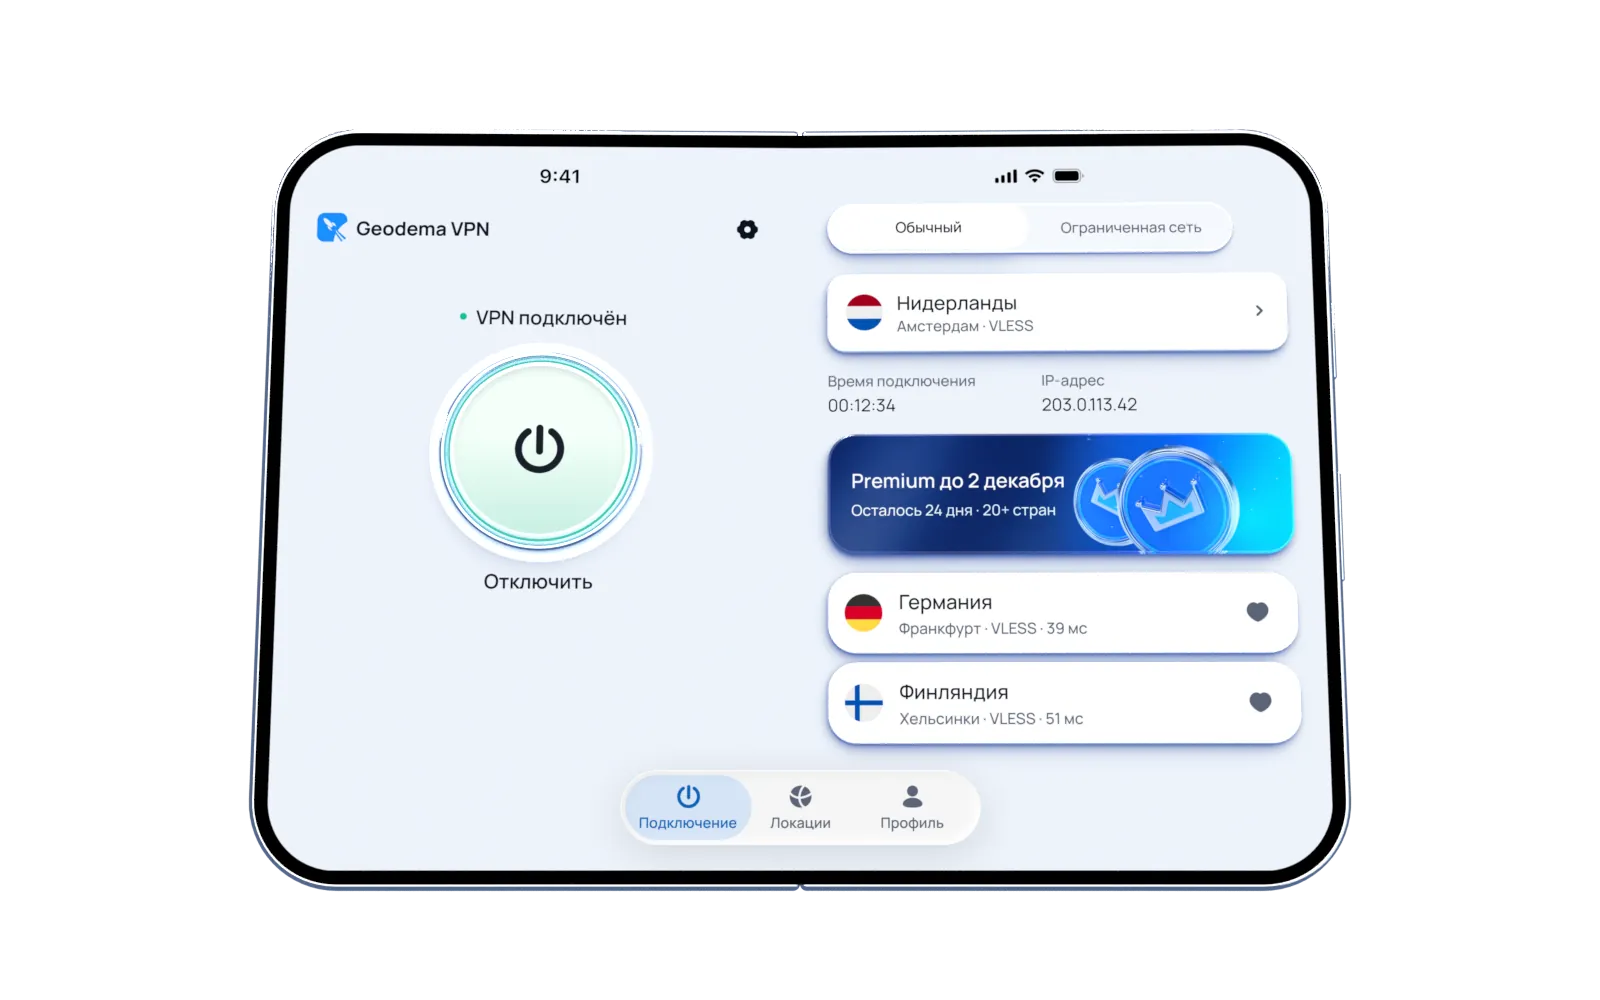 9:41
Geodema VPN
VPN подключён
Отключить
Обычный
Ограниченная сеть
Нидерланды
Амстердам · VLESS
Время подключения
00:12:34
IP-адрес
203.0.113.42
Premium до 2 декабря
Осталось 24 дня · 20+ стран
Германия
Франкфурт · VLESS · 39 мс
Финляндия
Хельсинки · VLESS · 51 мс
Подключение
Локации
Профиль